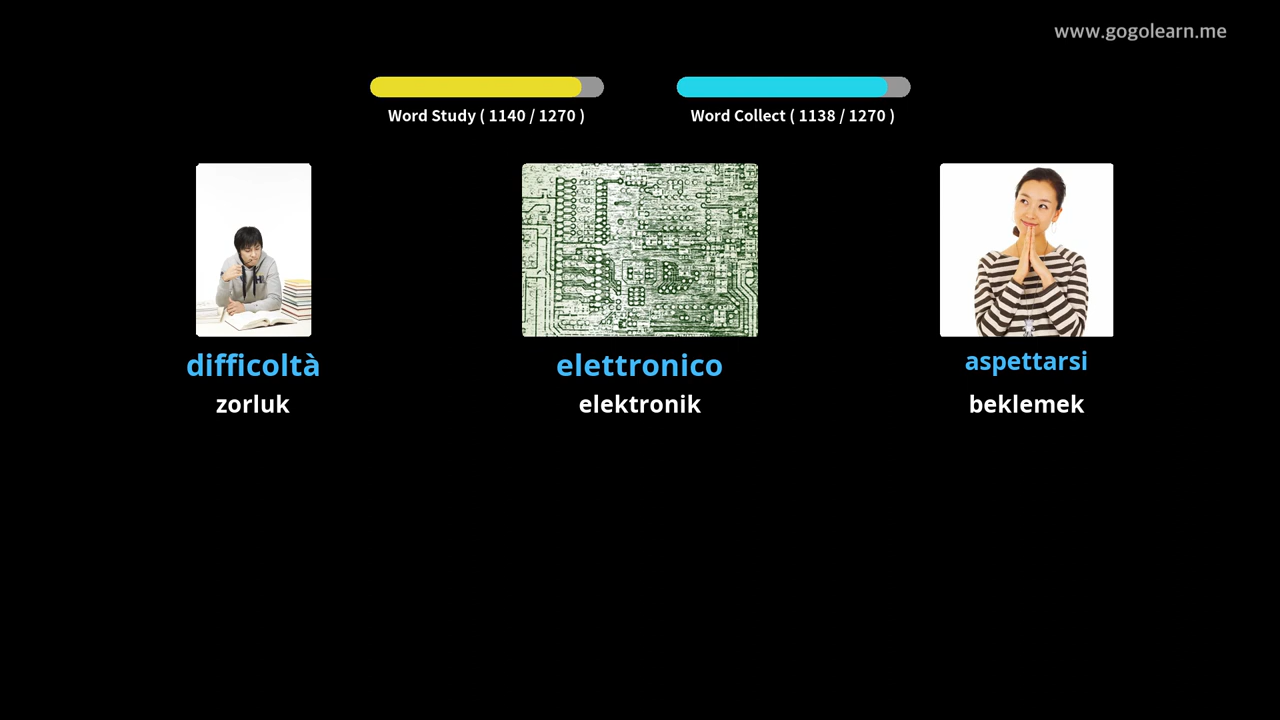 www.gogolearn.me
Word Study ( 1140 / 1270 )
Word Collect ( 1138 / 1270 )
difficoltà
elettronico
aspettarsi
zorluk
elektronik
beklemek